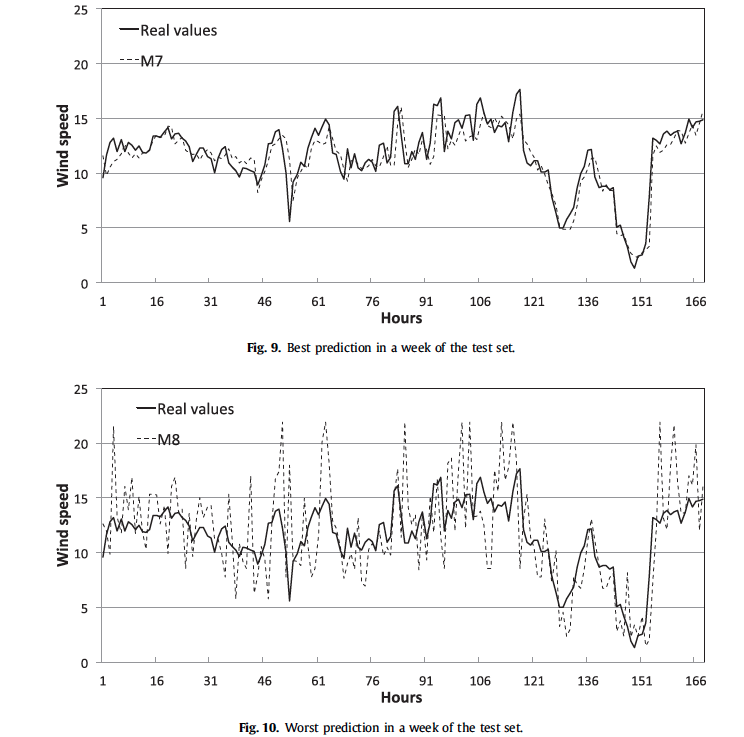 25
Real values
M7
20
15
10
5
0
Wind speed
1 16 31 46 61 76 91 106 121 136 151 166
Hours
Fig. 9. Best prediction in a week of the test set.
25
Real values
M8
20
15
10
5
0
Wind speed
1 16 31 46 61 76 91 106 121 136 151 166
Hours
Fig. 10. Worst prediction in a week of the test set.